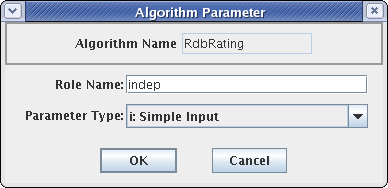 Algorithm Parameter
Algorithm Name RdbRating
Role Name: indep
Parameter Type: i: Simple Input
OK Cancel